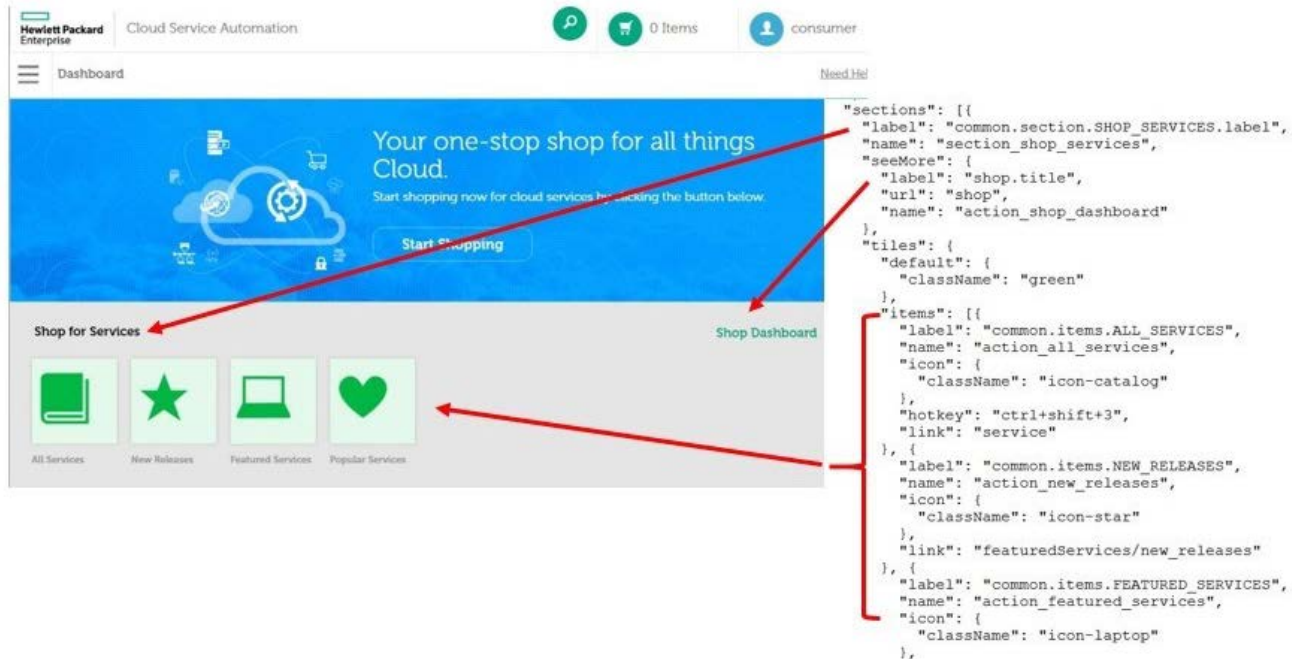 Hewlett Packard
Enterprise
Cloud Service Automation
0 Items
consumer
Dashboard
Need Hel
Your one-stop shop for all things
Cloud.
Start shopping now for cloud services by clicking the button below.
Start Shopping
Shop for Services
Shop Dashboard
All Services
New Releases
Featured Services
Popular Services
"sections": [{
"label": "common.section.SHOP_SERVICES.label",
"name": "section_shop_services",
"seeMore": {
"label": "shop.title",
"url": "shop",
"name": "action_shop_dashboard"
},
"tiles": {
"default": {
"className": "green"
},
"items": [{
"label": "common.items.ALL_SERVICES",
"name": "action_all_services",
"icon": {
"className": "icon-catalog"
},
"hotkey": "ctrl+shift+3",
"link": "service"
}, {
"label": "common.items.NEW_RELEASES",
"name": "action_new_releases",
"icon": {
"className": "icon-star"
},
"link": "featuredServices/new_releases"
}, {
"label": "common.items.FEATURED_SERVICES",
"name": "action_featured_services",
"icon": {
"className": "icon-laptop"
},